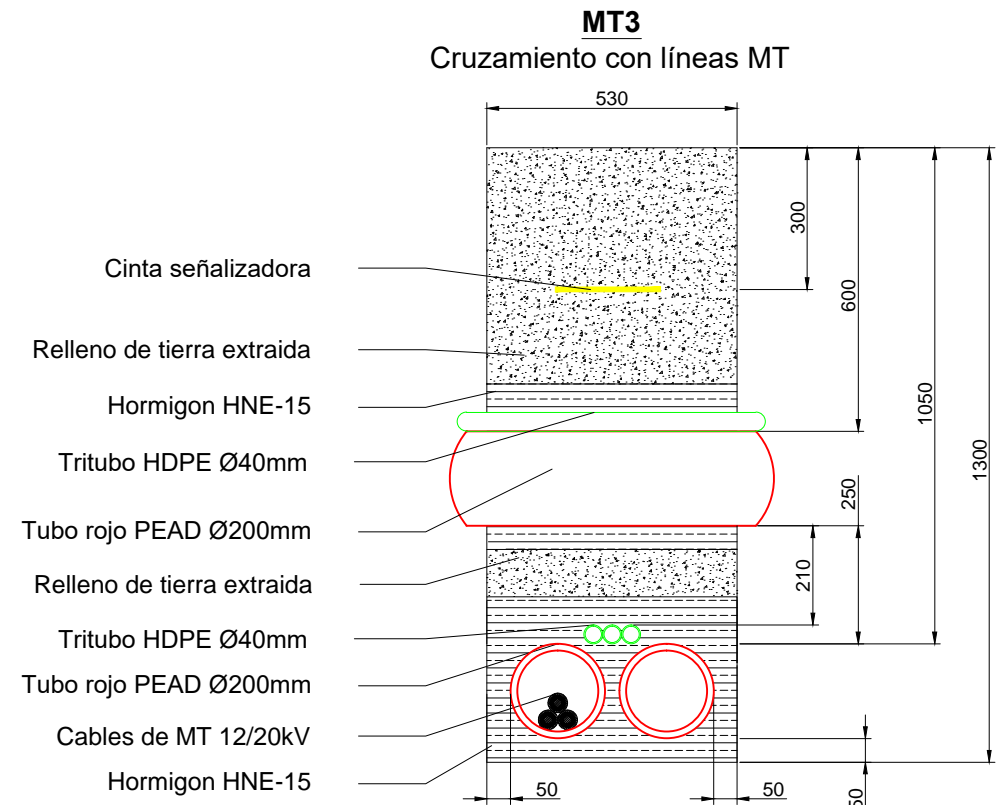 MT3
Cruzamiento con líneas MT
530
300
600
1050
1300
Cinta señalizadora
Relleno de tierra extraida
Hormigon HNE-15
Tritubo HDPE Ø40mm
Tubo rojo PEAD Ø200mm
250
210
Relleno de tierra extraida
Tritubo HDPE Ø40mm
Tubo rojo PEAD Ø200mm
Cables de MT 12/20kV
Hormigon HNE-15
50
50
50